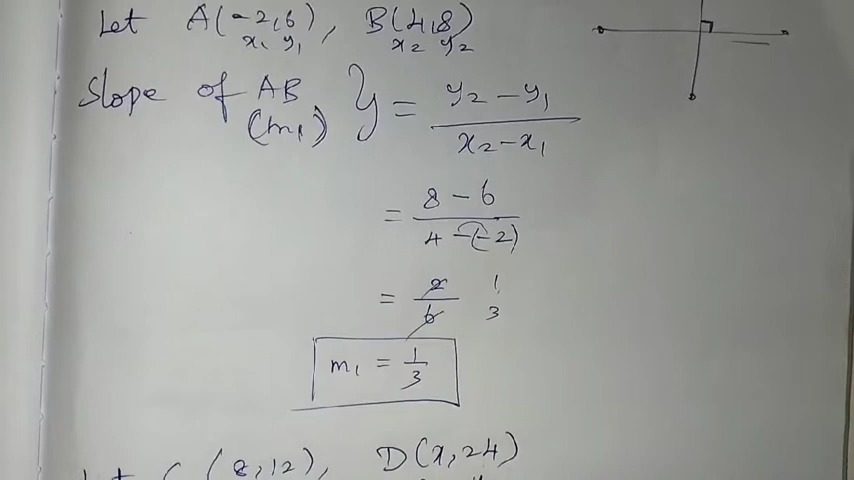 Let A(-2,6), B(4,8)
x₁ y₁ x₂ y₂
Slope of AB (m₁) y = y₂ - y₁ / x₂ - x₁
= 8 - 6 / 4 - (-2)
= 2 / 6 1 / 3
m₁ = 1/3
Let C(8,12), D(x,24)